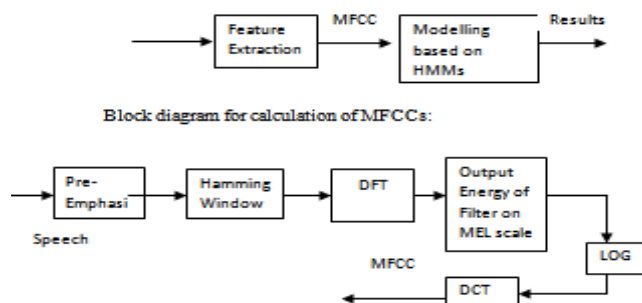 Feature
Extraction
MFCC
Modelling
based on
HMMs
Results
Block diagram for calculation of MFCCs:
Pre-
Emphasi
Hamming
Window
DFT
Output
Energy of
Filter on
MEL scale
Speech
LOG
MFCC
DCT